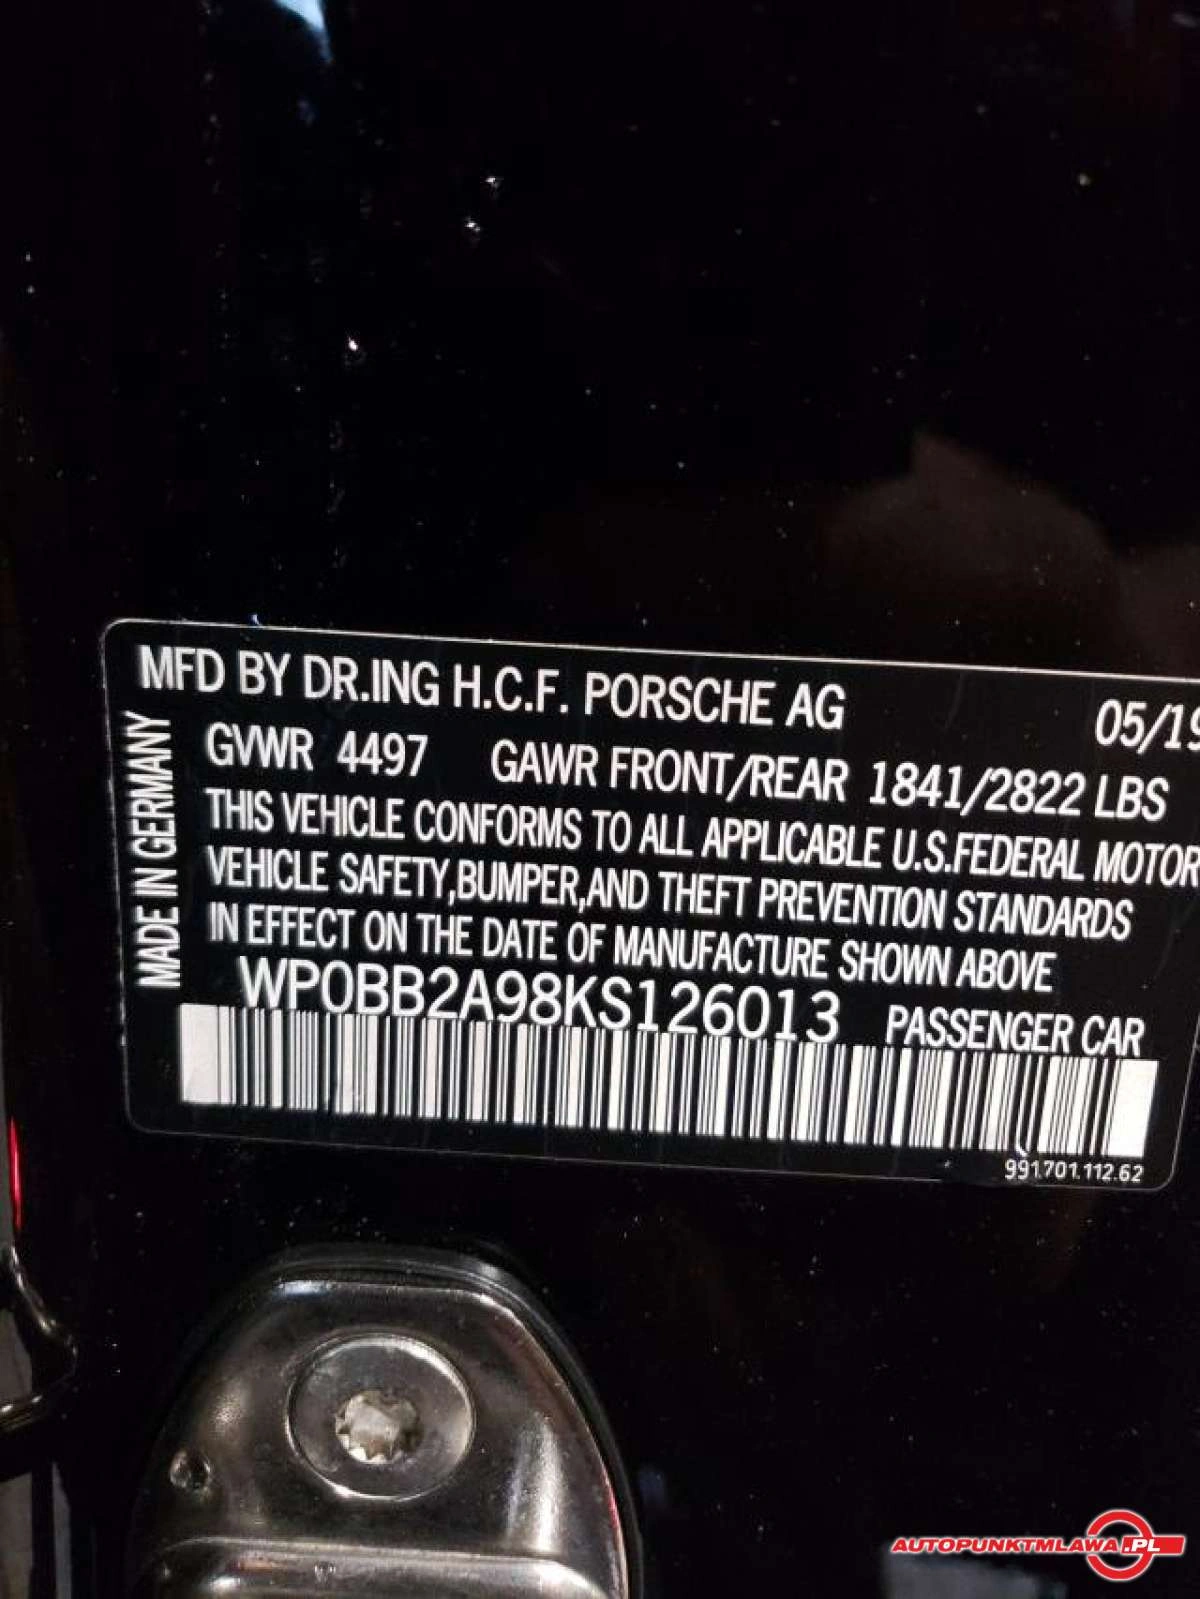 MFD BY DR.ING H.C.F. PORSCHE AG 05/19
GVWR 4497 GAWR FRONT/REAR 1841/2822 LBS
THIS VEHICLE CONFORMS TO ALL APPLICABLE U.S.FEDERAL MOTOR
VEHICLE SAFETY,BUMPER,AND THEFT PREVENTION STANDARDS
IN EFFECT ON THE DATE OF MANUFACTURE SHOWN ABOVE
WP0BB2A98KS126013 PASSENGER CAR
991.701.112.62
MADE IN GERMANY
AUTOPUNKTMLAWA.PL